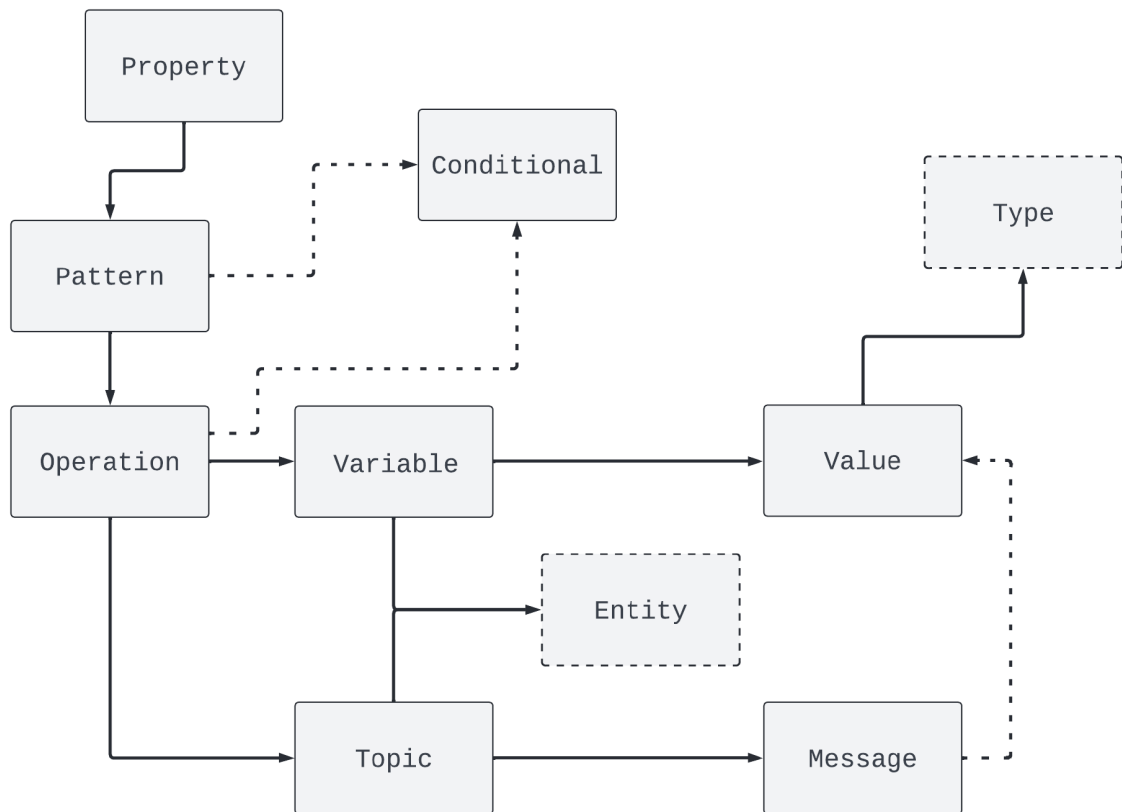 Property
Conditional
Type
Pattern
Operation
Variable
Value
Entity
Topic
Message